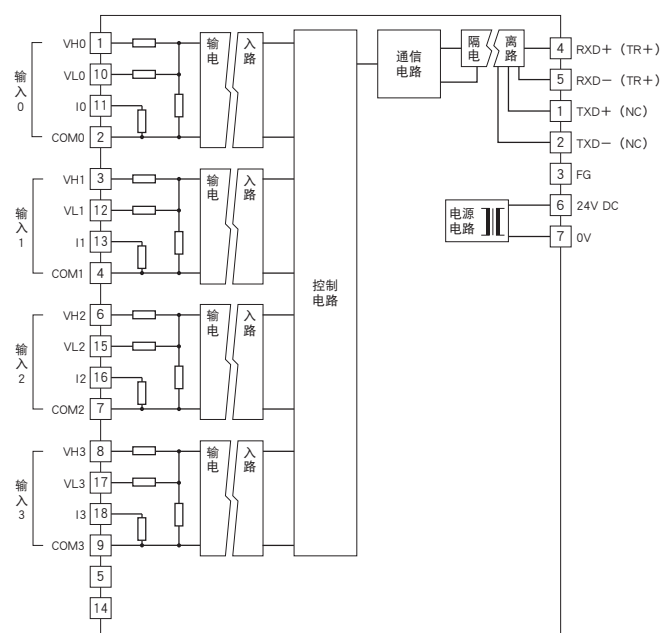 输入0
VH0 1
VL0 10
I0 11
COM0 2
输 入
电 路
输入1
VH1 3
VL1 12
I1 13
COM1 4
输 入
电 路
输入2
VH2 6
VL2 15
I2 16
COM2 7
输 入
电 路
输入3
VH3 8
VL3 17
I3 18
COM3 9
输 入
电 路
5
14
控制
电路
通信
电路
隔 离
电 路
4 RXD+ (TR+)
5 RXD− (TR+)
1 TXD+ (NC)
2 TXD− (NC)
3 FG
电源
电路
6 24V DC
7 0V